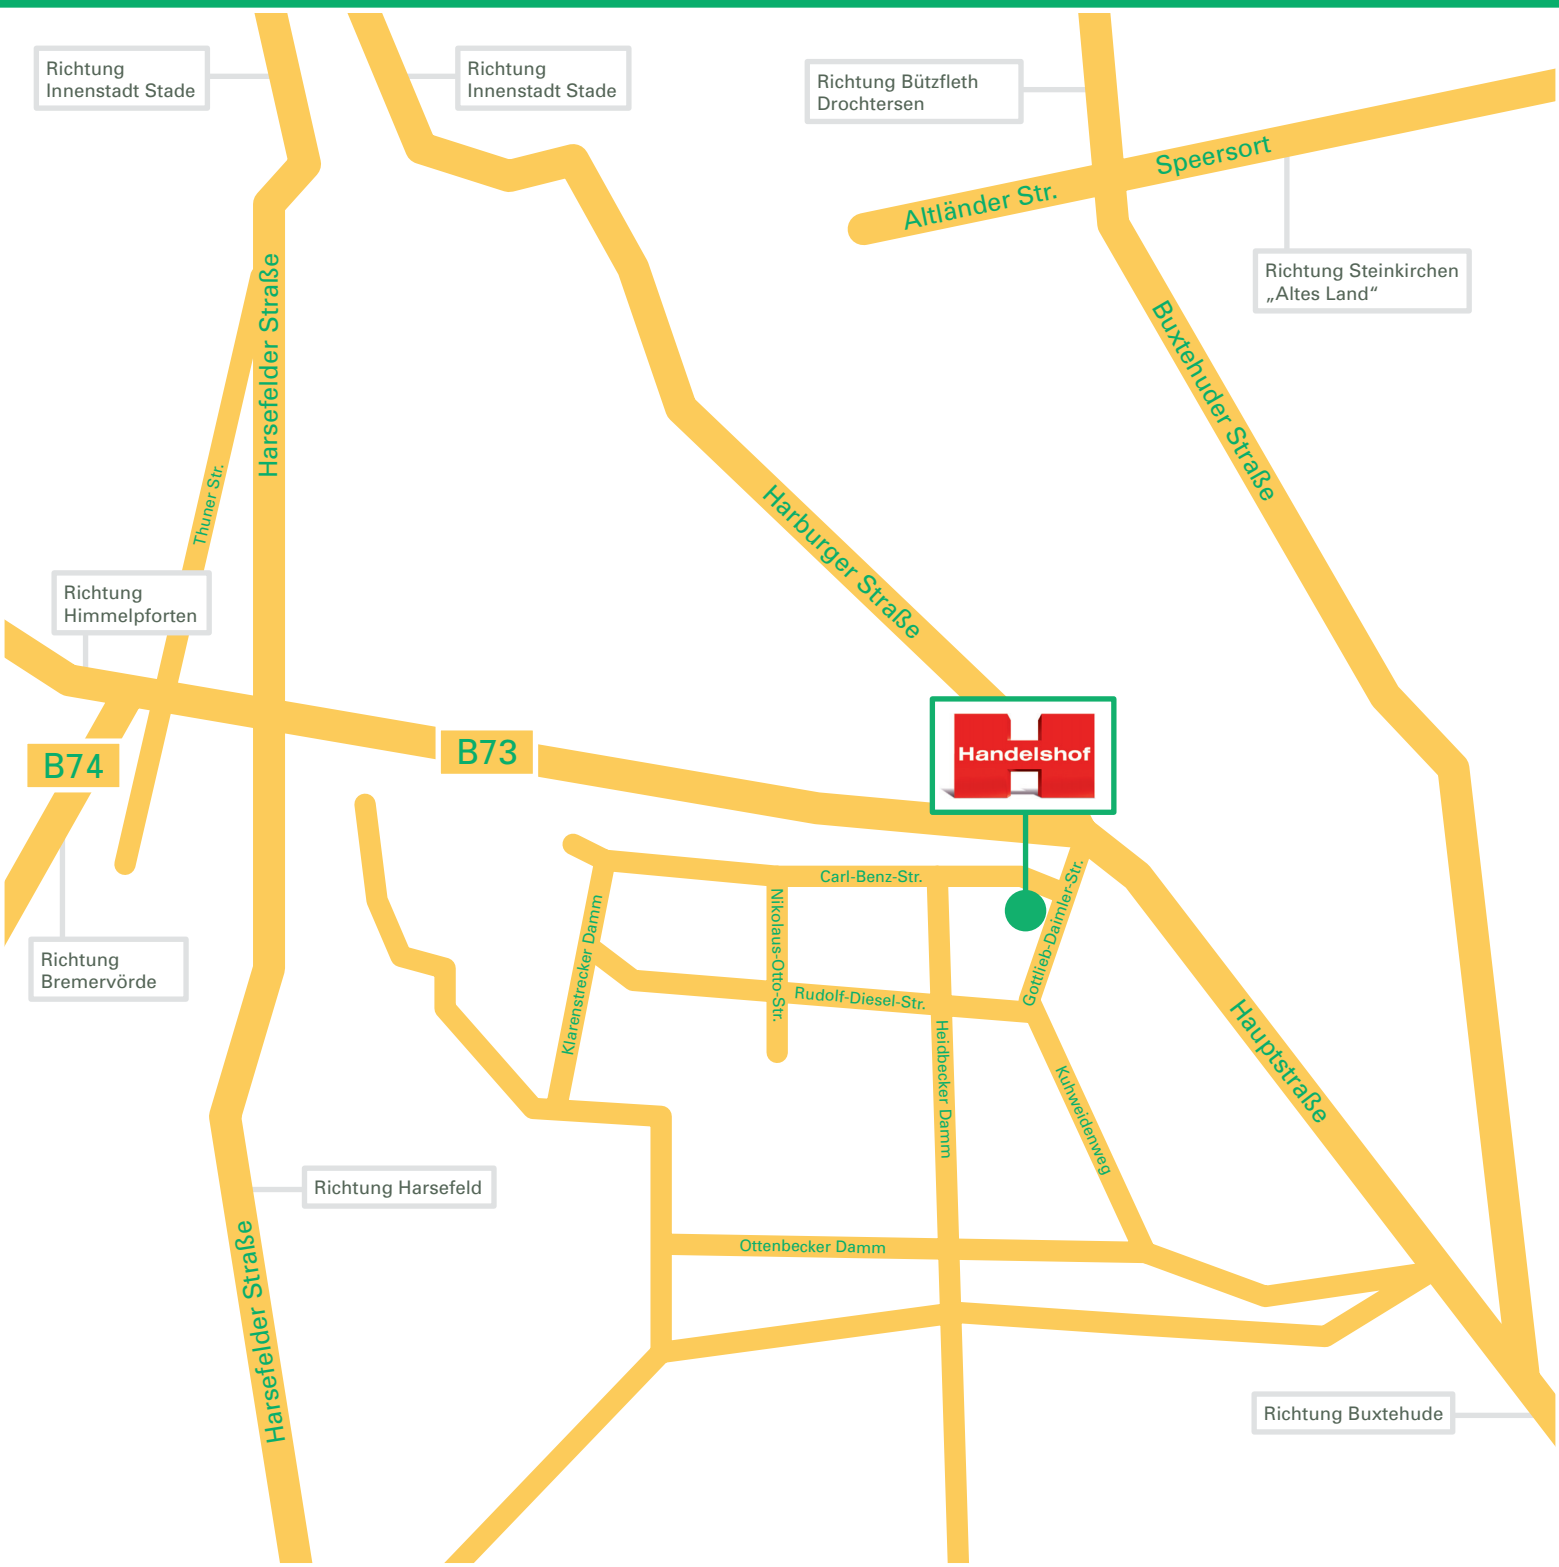 Richtung
Innenstadt Stade
Richtung
Innenstadt Stade
Richtung Bützfleth
Drochtersen
Speersort
Altländer Str.
Richtung Steinkirchen
„Altes Land“
Harsefelder Straße
Buxtehuder Straße
Thuner Str.
Harburger Straße
Richtung
Himmelpforten
B74
B73
Handelshof
Carl-Benz-Str.
Nikolaus-Otto-Str.
Gottlieb-Daimler-Str.
Klarenstrecker Damm
Rudolf-Diesel-Str.
Richtung
Bremervörde
Heidbecker Damm
Kuhweidenweg
Hauptstraße
Richtung Harsefeld
Harsefelder Straße
Ottenbecker Damm
Richtung Buxtehude